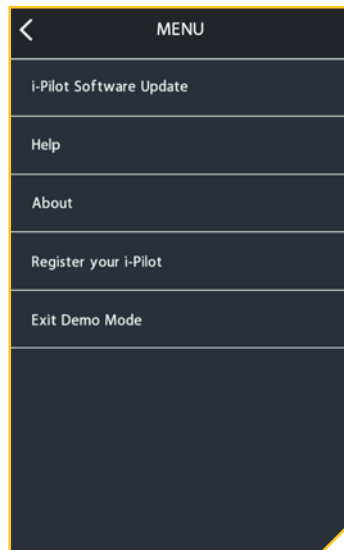 MENU
i-Pilot Software Update
Help
About
Register your i-Pilot
Exit Demo Mode